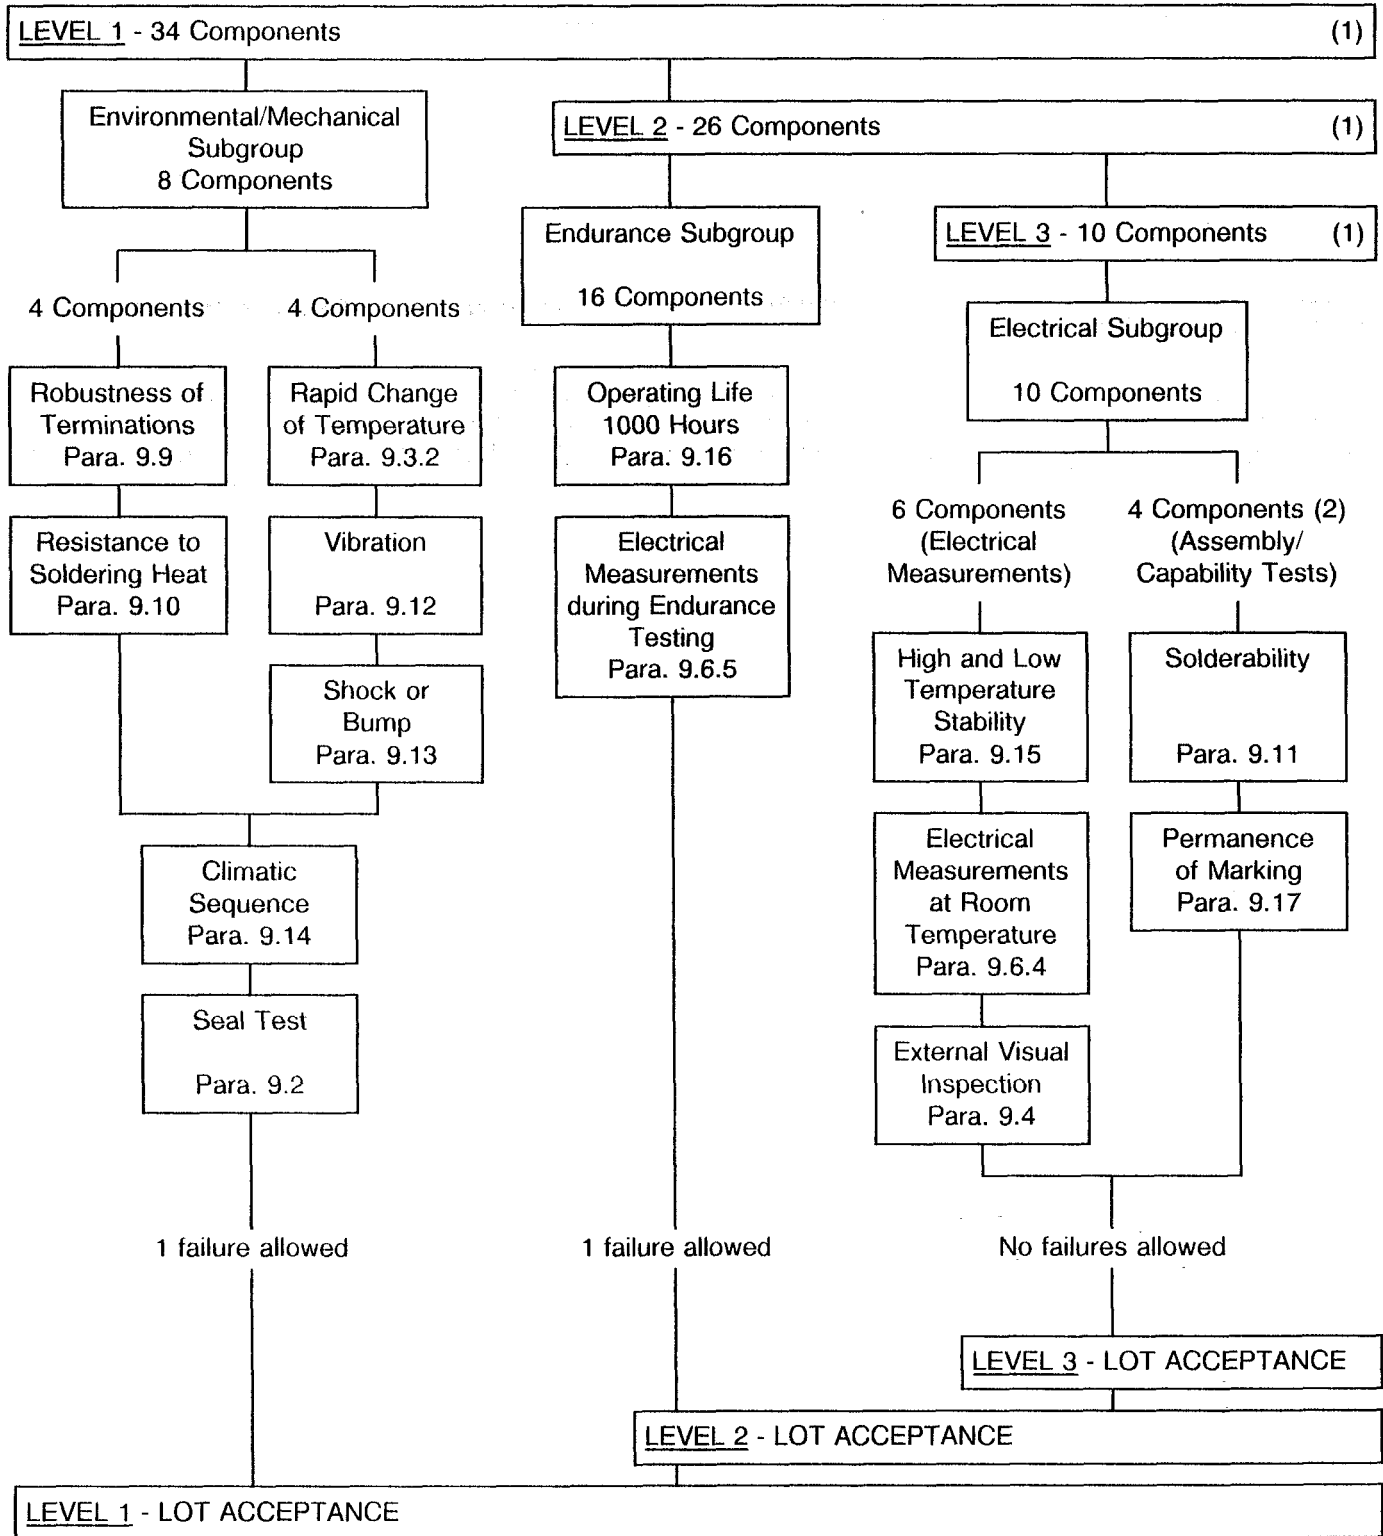 LEVEL 1 - 34 Components (1)
Environmental/Mechanical
Subgroup
8 Components
LEVEL 2 - 26 Components (1)
Endurance Subgroup
16 Components
LEVEL 3 - 10 Components (1)
Electrical Subgroup
10 Components
4 Components
4 Components
Robustness of
Terminations
Para. 9.9
Rapid Change
of Temperature
Para. 9.3.2
Operating Life
1000 Hours
Para. 9.16
6 Components
(Electrical
Measurements)
4 Components (2)
(Assembly/
Capability Tests)
Resistance to
Soldering Heat
Para. 9.10
Vibration
Para. 9.12
Electrical
Measurements
during Endurance
Testing
Para. 9.6.5
High and Low
Temperature
Stability
Para. 9.15
Solderability
Para. 9.11
Shock or
Bump
Para. 9.13
Electrical
Measurements
at Room
Temperature
Para. 9.6.4
Permanence
of Marking
Para. 9.17
Climatic
Sequence
Para. 9.14
Seal Test
Para. 9.2
External Visual
Inspection
Para. 9.4
1 failure allowed
1 failure allowed
No failures allowed
LEVEL 3 - LOT ACCEPTANCE
LEVEL 2 - LOT ACCEPTANCE
LEVEL 1 - LOT ACCEPTANCE